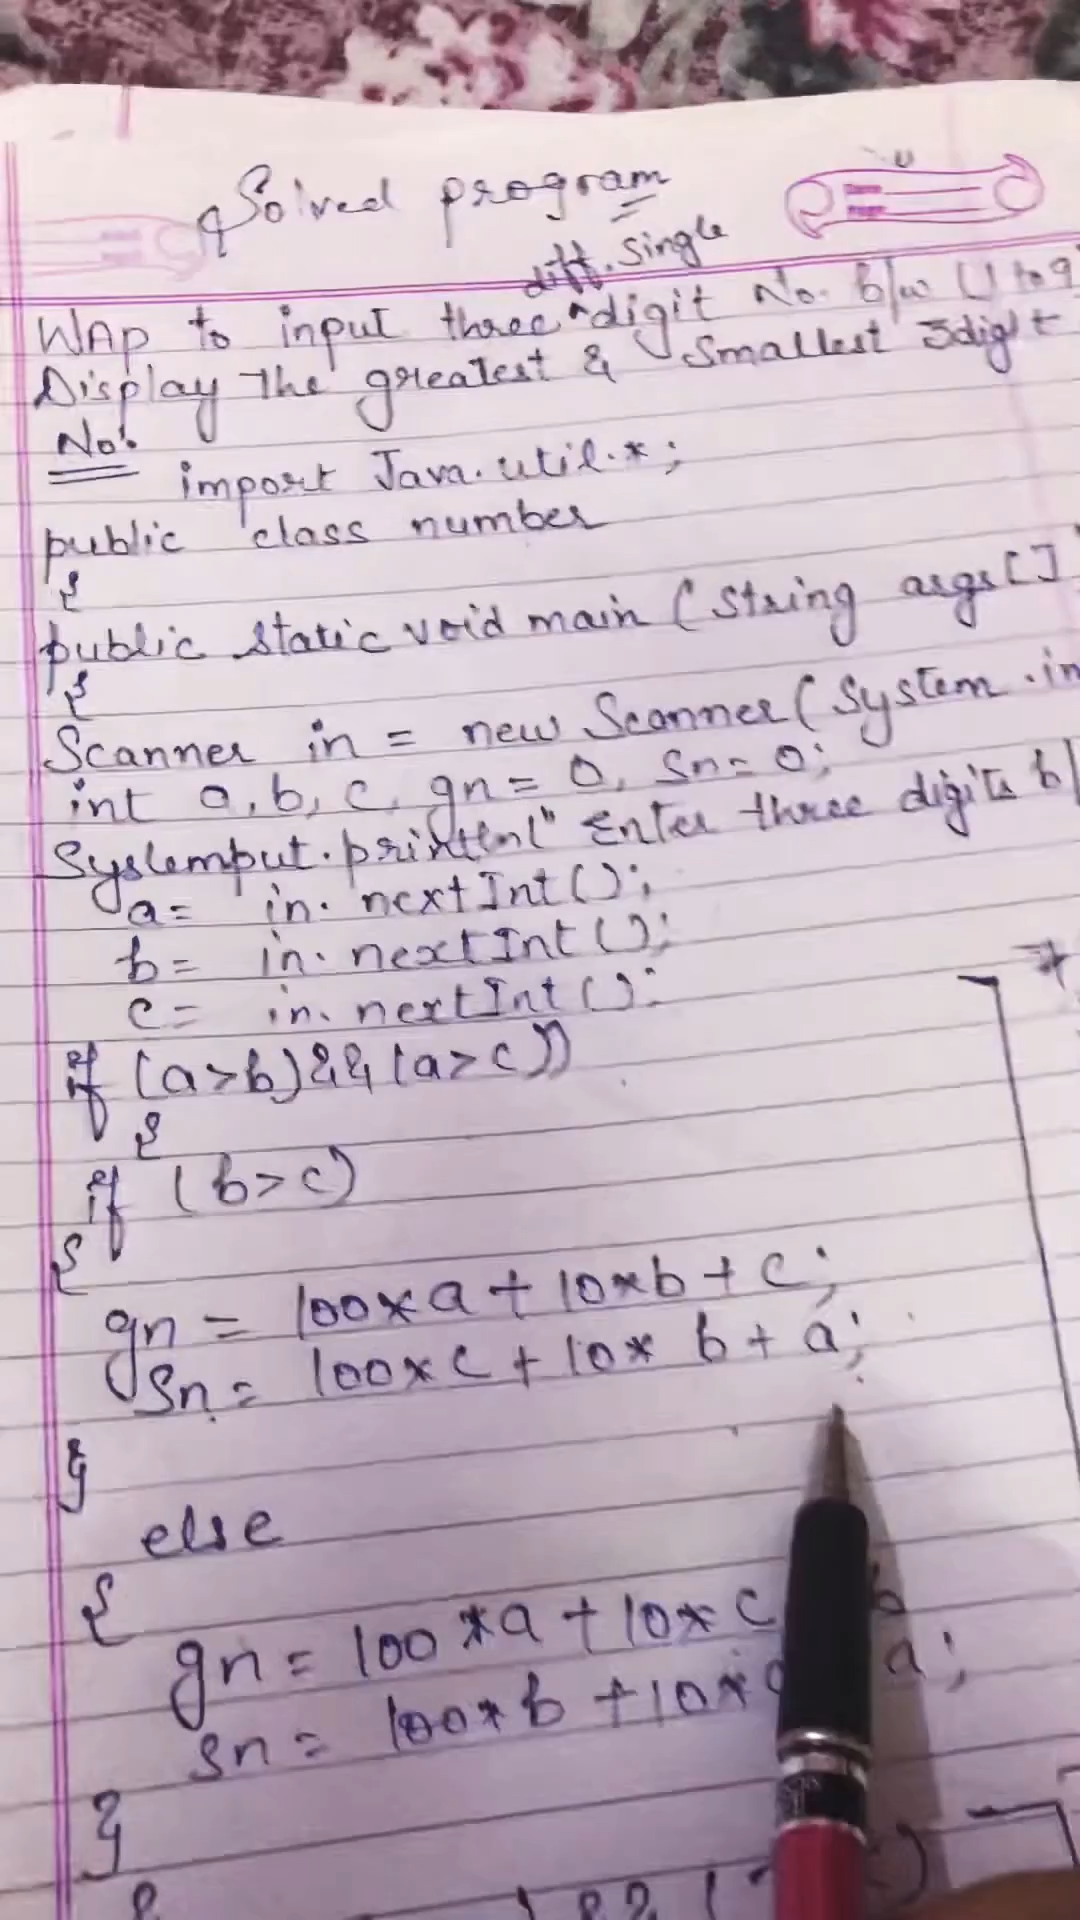 Solved program
diff. single
WAP to input three ^ digit No. b/w (1 to 9
Display the greatest & Smallest 3digit
No:
import Java.util.*;
public class number
{
public static void main (String args[]
{
Scanner in = new Scanner(System.in
int a, b, c, gn = 0, Sn = 0;
System.out.println(" Enter three digits b/
a = in. nextInt();
b = in. nextInt();
c = in. nextInt();
if (a>b)&&(a>c))
{
if (b>c)
{
gn = 100*a + 10*b + c;
Sn = 100*c + 10* b + a;
}
else
{
gn = 100*a + 10* c b
Sn = 100*b + 10* a;
}
&& (